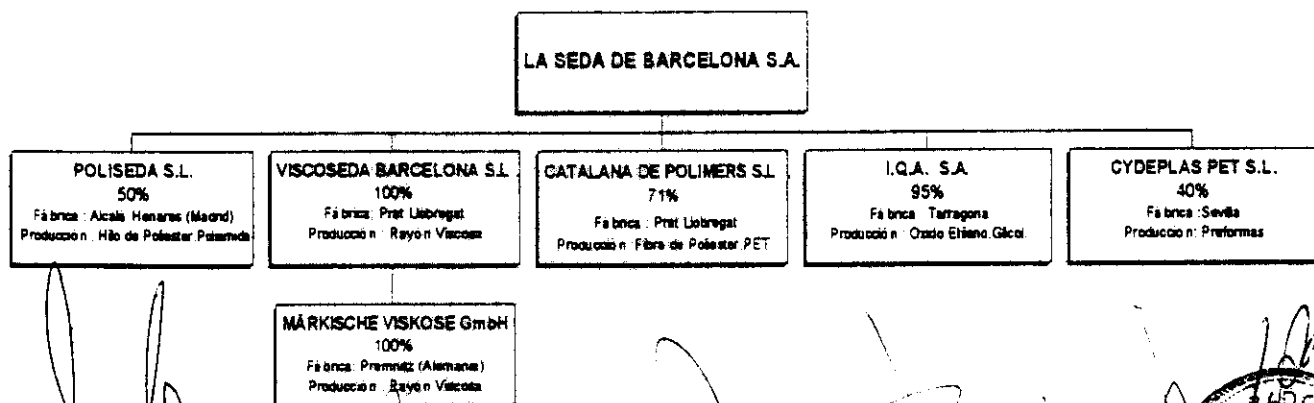 LA SEDA DE BARCELONA S.A.
POLISEDA S.L.
50%
Fábrica : Alcalá Henares (Madrid)
Producción : Hilo de Poliester.Poliamida
VISCOSEDA BARCELONA S.L
100%
Fábrica: Prat Llobregat
Producción : Rayón Viscosa
CATALANA DE POLIMERS S.L
71%
Fábrica : Prat Llobregat
Producción : Fibra de Poliester.PET
I.Q.A. S.A.
95%
Fábrica : Tarragona
Producción : Oxido Etileno.Glicol.
CYDEPLAS PET S.L.
40%
Fábrica :Sevilla
Producción: Preformas
MÄRKISCHE VISKOSE GmbH
100%
Fábrica: Premnitz (Alemania)
Producción : Rayón Viscosa